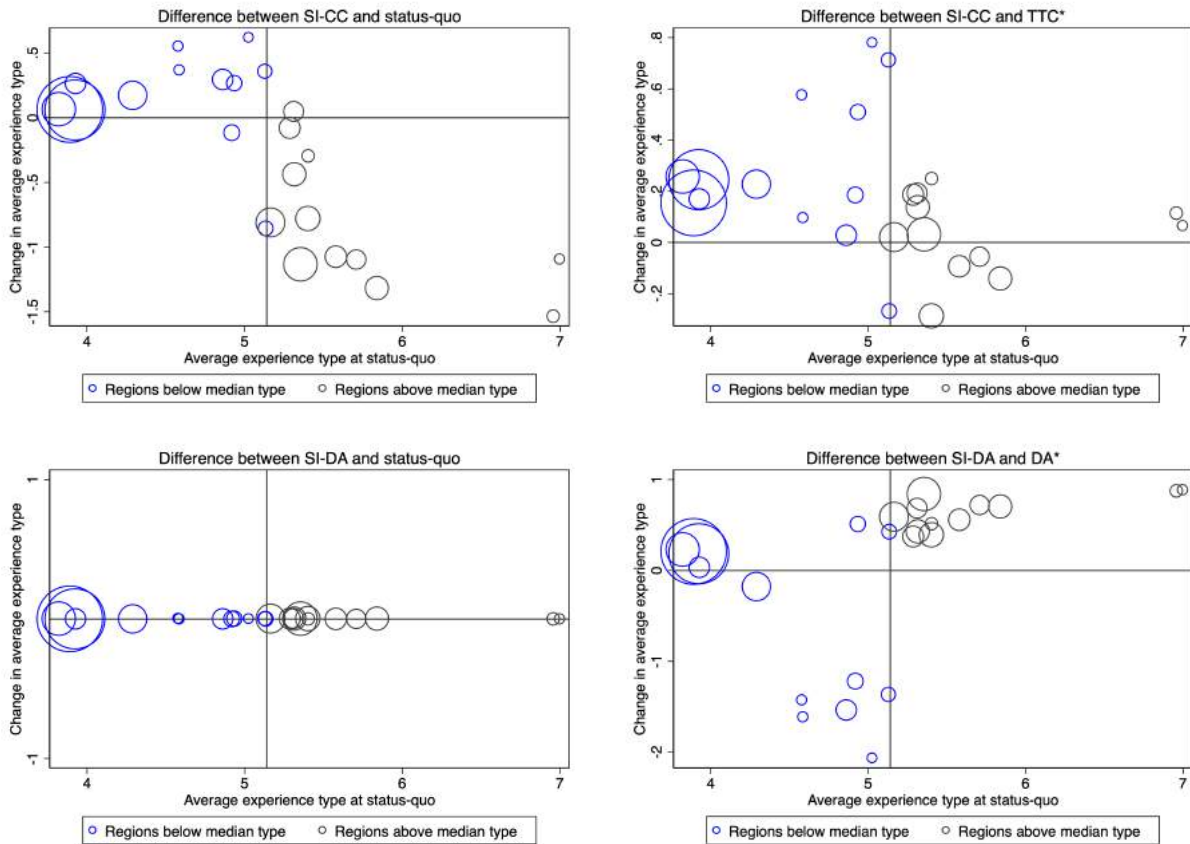 Difference between SI-CC and status-quo
Change in average experience type
.5
0
-.5
-1
-1.5
4
5
6
7
Average experience type at status-quo
Regions below median type
Regions above median type
Difference between SI-CC and TTC*
Change in average experience type
.8
.6
.4
.2
0
-.2
4
5
6
7
Average experience type at status-quo
Regions below median type
Regions above median type
Difference between SI-DA and status-quo
Change in average experience type
1
0
-1
4
5
6
7
Average experience type at status-quo
Regions below median type
Regions above median type
Difference between SI-DA and DA*
Change in average experience type
1
0
-1
-2
4
5
6
7
Average experience type at status-quo
Regions below median type
Regions above median type